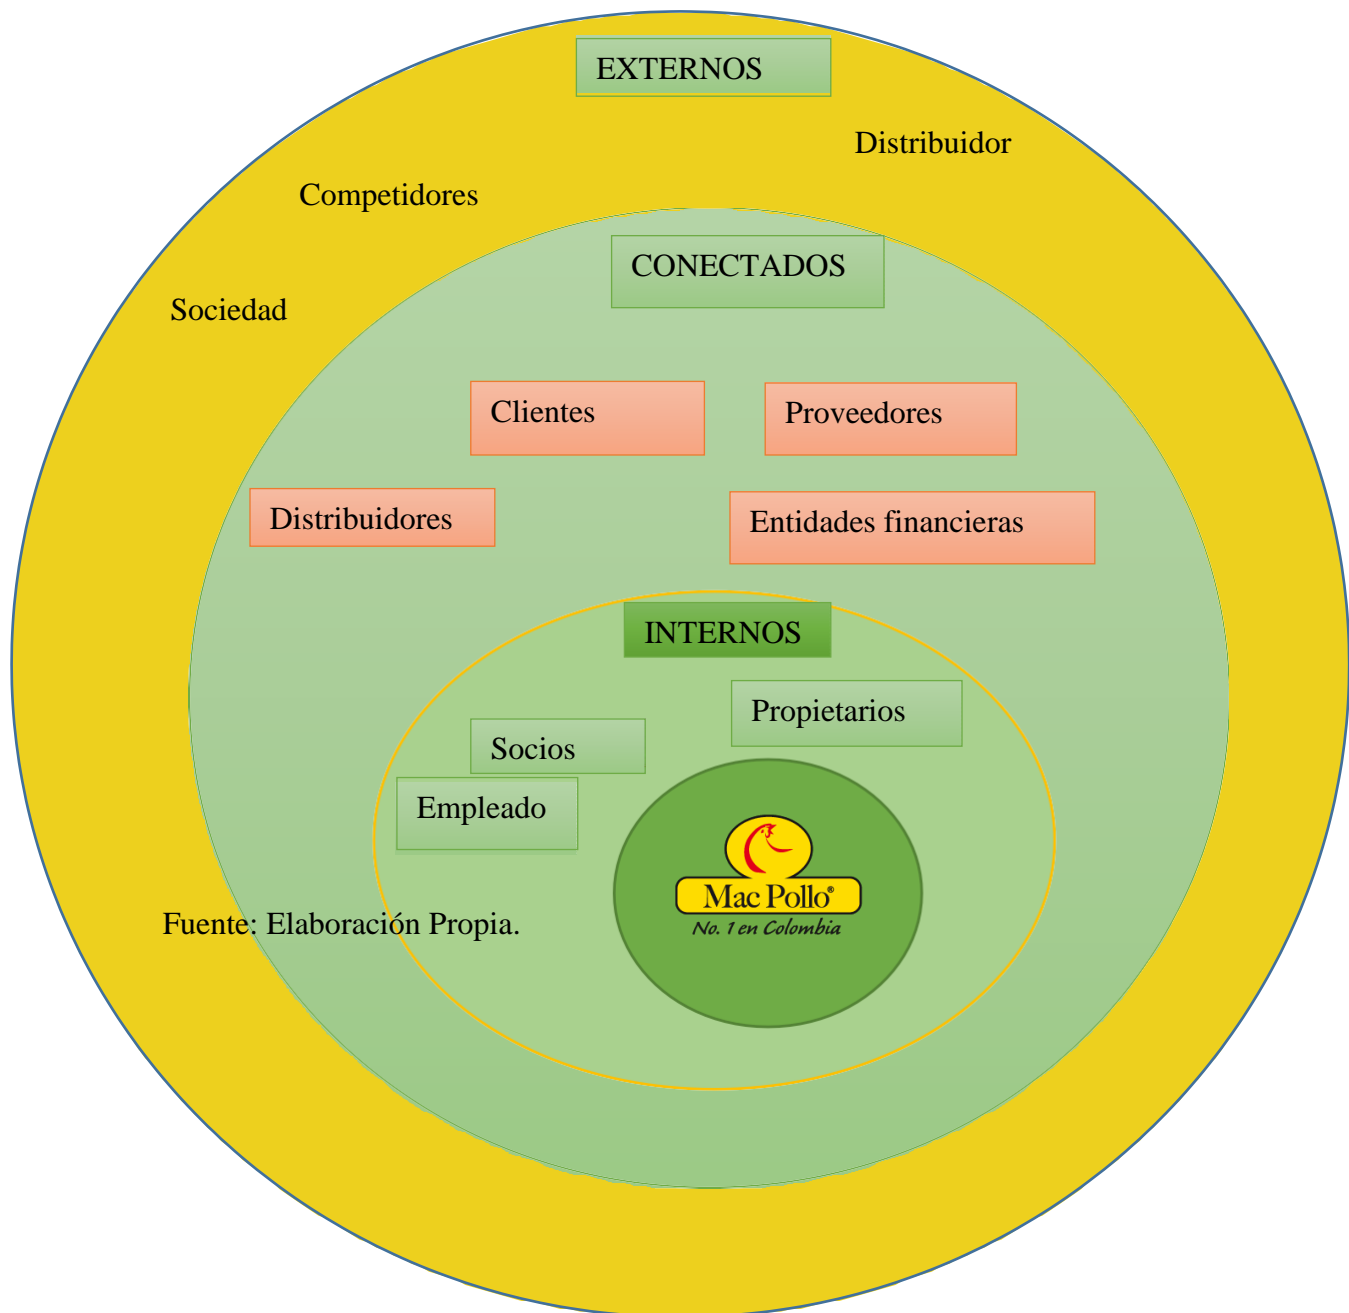 EXTERNOS
Distribuidor
Competidores
CONECTADOS
Sociedad
Clientes
Proveedores
Distribuidores
Entidades financieras
INTERNOS
Propietarios
Socios
Empleado
Mac Pollo®
No. 1 en Colombia
Fuente: Elaboración Propia.